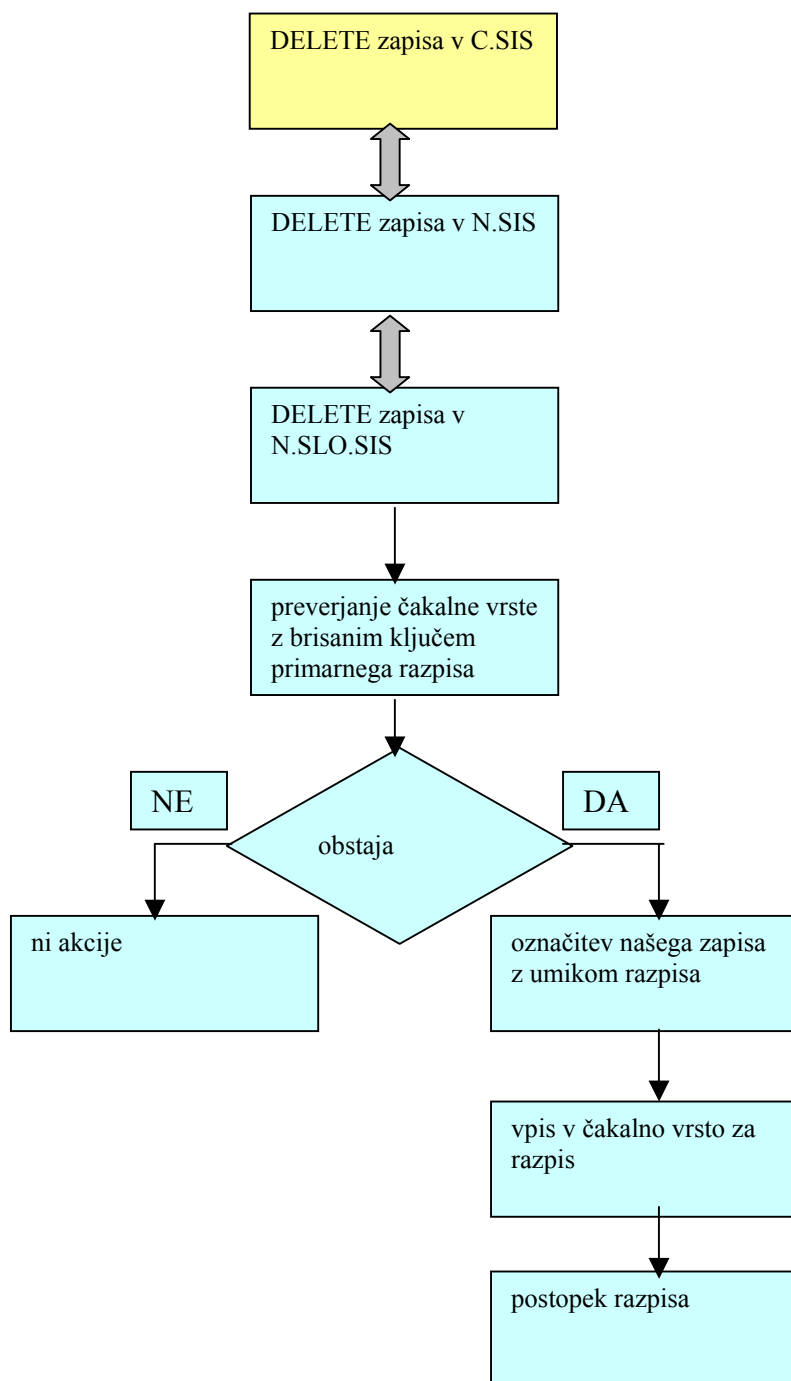 DELETE zapisa v C.SIS
DELETE zapisa v N.SIS
DELETE zapisa v
N.SLO.SIS
preverjanje čakalne vrste
z brisanim ključem
primarnega razpisa
NE
DA
obstaja
ni akcije
označitev našega zapisa
z umikom razpisa
vpis v čakalno vrsto za
razpis
postopek razpisa